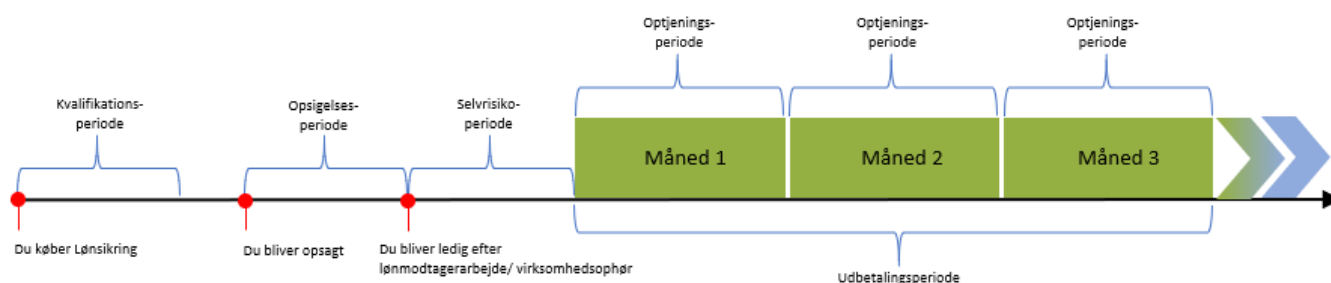 Optjenings-
periode
Optjenings-
periode
Optjenings-
periode
Kvalifikations-
periode
Opsigelses-
periode
Selvrisiko-
periode
Måned 1
Måned 2
Måned 3
Du køber Lønsikring
Du bliver opsagt
Du bliver ledig efter
lønmodtagerarbejde/ virksomhedsophør
Udbetalingsperiode